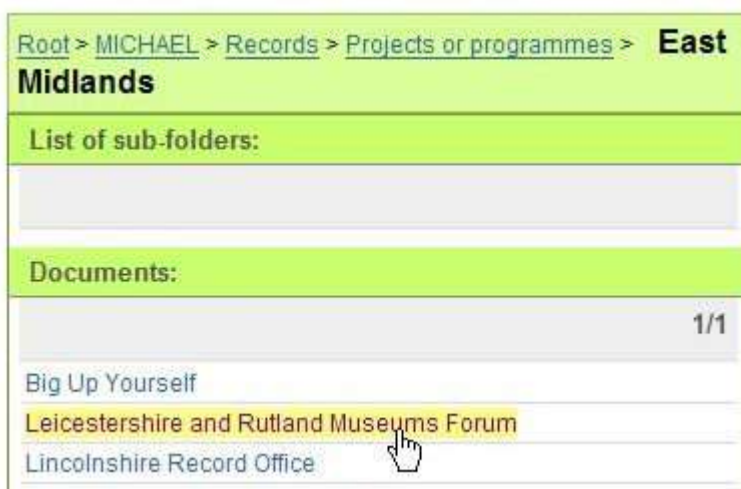 Root > MICHAEL > Records > Projects or programmes > East
Midlands
List of sub-folders:
Documents:
1/1
Big Up Yourself
Leicestershire and Rutland Museums Forum
Lincolnshire Record Office